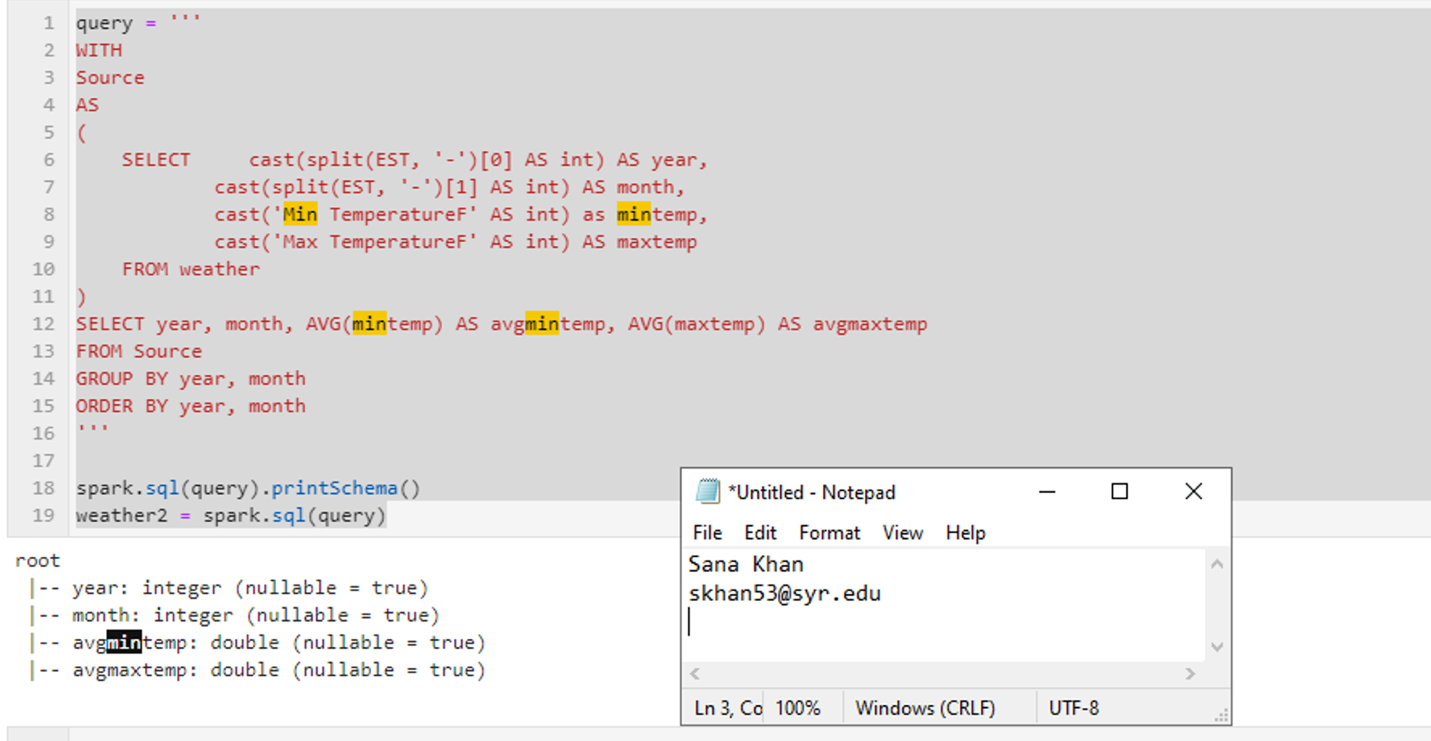 1 query = '''
2 WITH
3 Source
4 AS
5 (
6     SELECT     cast(split(EST, '-')[0] AS int) AS year,
7             cast(split(EST, '-')[1] AS int) AS month,
8             cast('Min TemperatureF' AS int) as mintemp,
9             cast('Max TemperatureF' AS int) AS maxtemp
10     FROM weather
11 )
12 SELECT year, month, AVG(mintemp) AS avgmintemp, AVG(maxtemp) AS avgmaxtemp
13 FROM Source
14 GROUP BY year, month
15 ORDER BY year, month
16 '''
17
18 spark.sql(query).printSchema()
19 weather2 = spark.sql(query)
root
 |-- year: integer (nullable = true)
 |-- month: integer (nullable = true)
 |-- avgmintemp: double (nullable = true)
 |-- avgmaxtemp: double (nullable = true)
*Untitled - Notepad
File Edit Format View Help
Sana Khan
skhan53@syr.edu
Ln 3, Co 100% Windows (CRLF) UTF-8